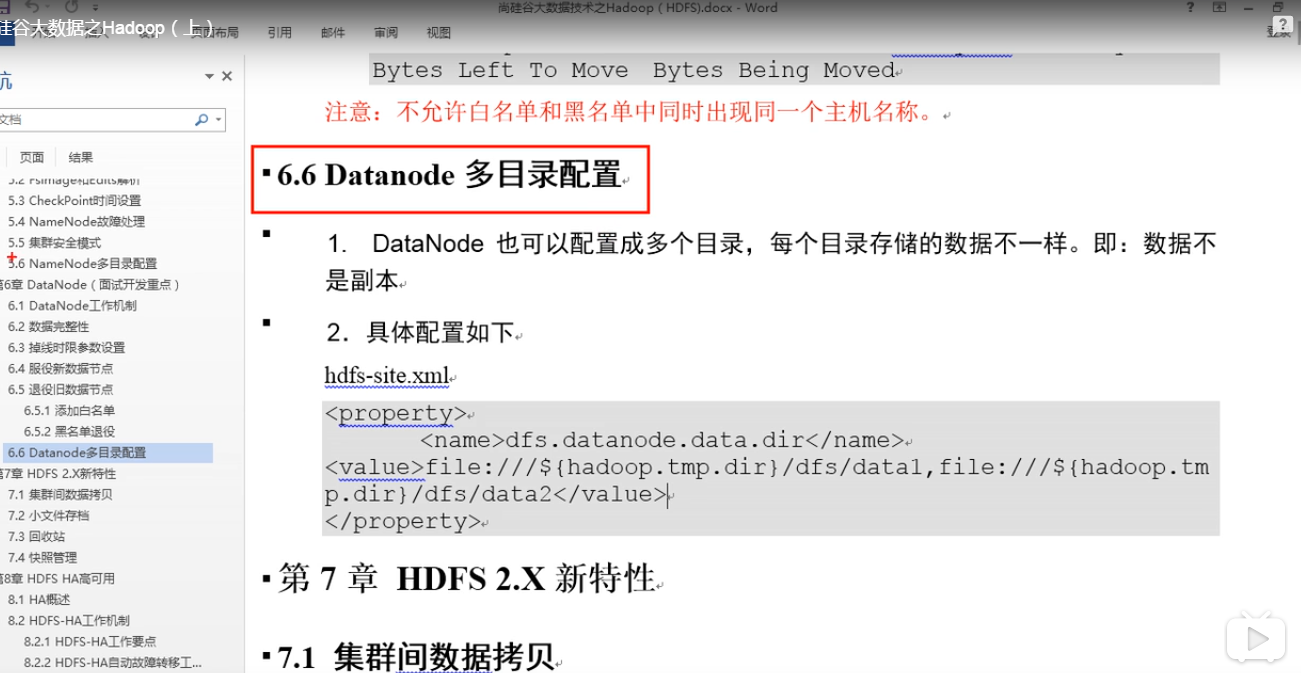 尚硅谷大数据技术之Hadoop（HDFS).docx - Word
硅谷大数据之Hadoop（上）
页面布局 引用 邮件 审阅 视图
航
文档
页面 结果
5.2 Fsimage和Edits解析
5.3 CheckPoint时间设置
5.4 NameNode故障处理
5.5 集群安全模式
5.6 NameNode多目录配置
第6章 DataNode（面试开发重点）
6.1 DataNode工作机制
6.2 数据完整性
6.3 掉线时限参数设置
6.4 服役新数据节点
6.5 退役旧数据节点
6.5.1 添加白名单
6.5.2 黑名单退役
6.6 Datanode多目录配置
第7章 HDFS 2.X新特性
7.1 集群间数据拷贝
7.2 小文件存档
7.3 回收站
7.4 快照管理
第8章 HDFS HA高可用
8.1 HA概述
8.2 HDFS-HA工作机制
8.2.1 HDFS-HA工作要点
8.2.2 HDFS-HA自动故障转移工...
Bytes Left To Move Bytes Being Moved
注意：不允许白名单和黑名单中同时出现同一个主机名称。
6.6 Datanode 多目录配置
1. DataNode 也可以配置成多个目录，每个目录存储的数据不一样。即：数据不
是副本
2．具体配置如下
hdfs-site.xml
<property>
<name>dfs.datanode.data.dir</name>
<value>file:///${hadoop.tmp.dir}/dfs/data1,file:///${hadoop.tm
p.dir}/dfs/data2</value>
</property>
第 7 章 HDFS 2.X 新特性
7.1 集群间数据拷贝